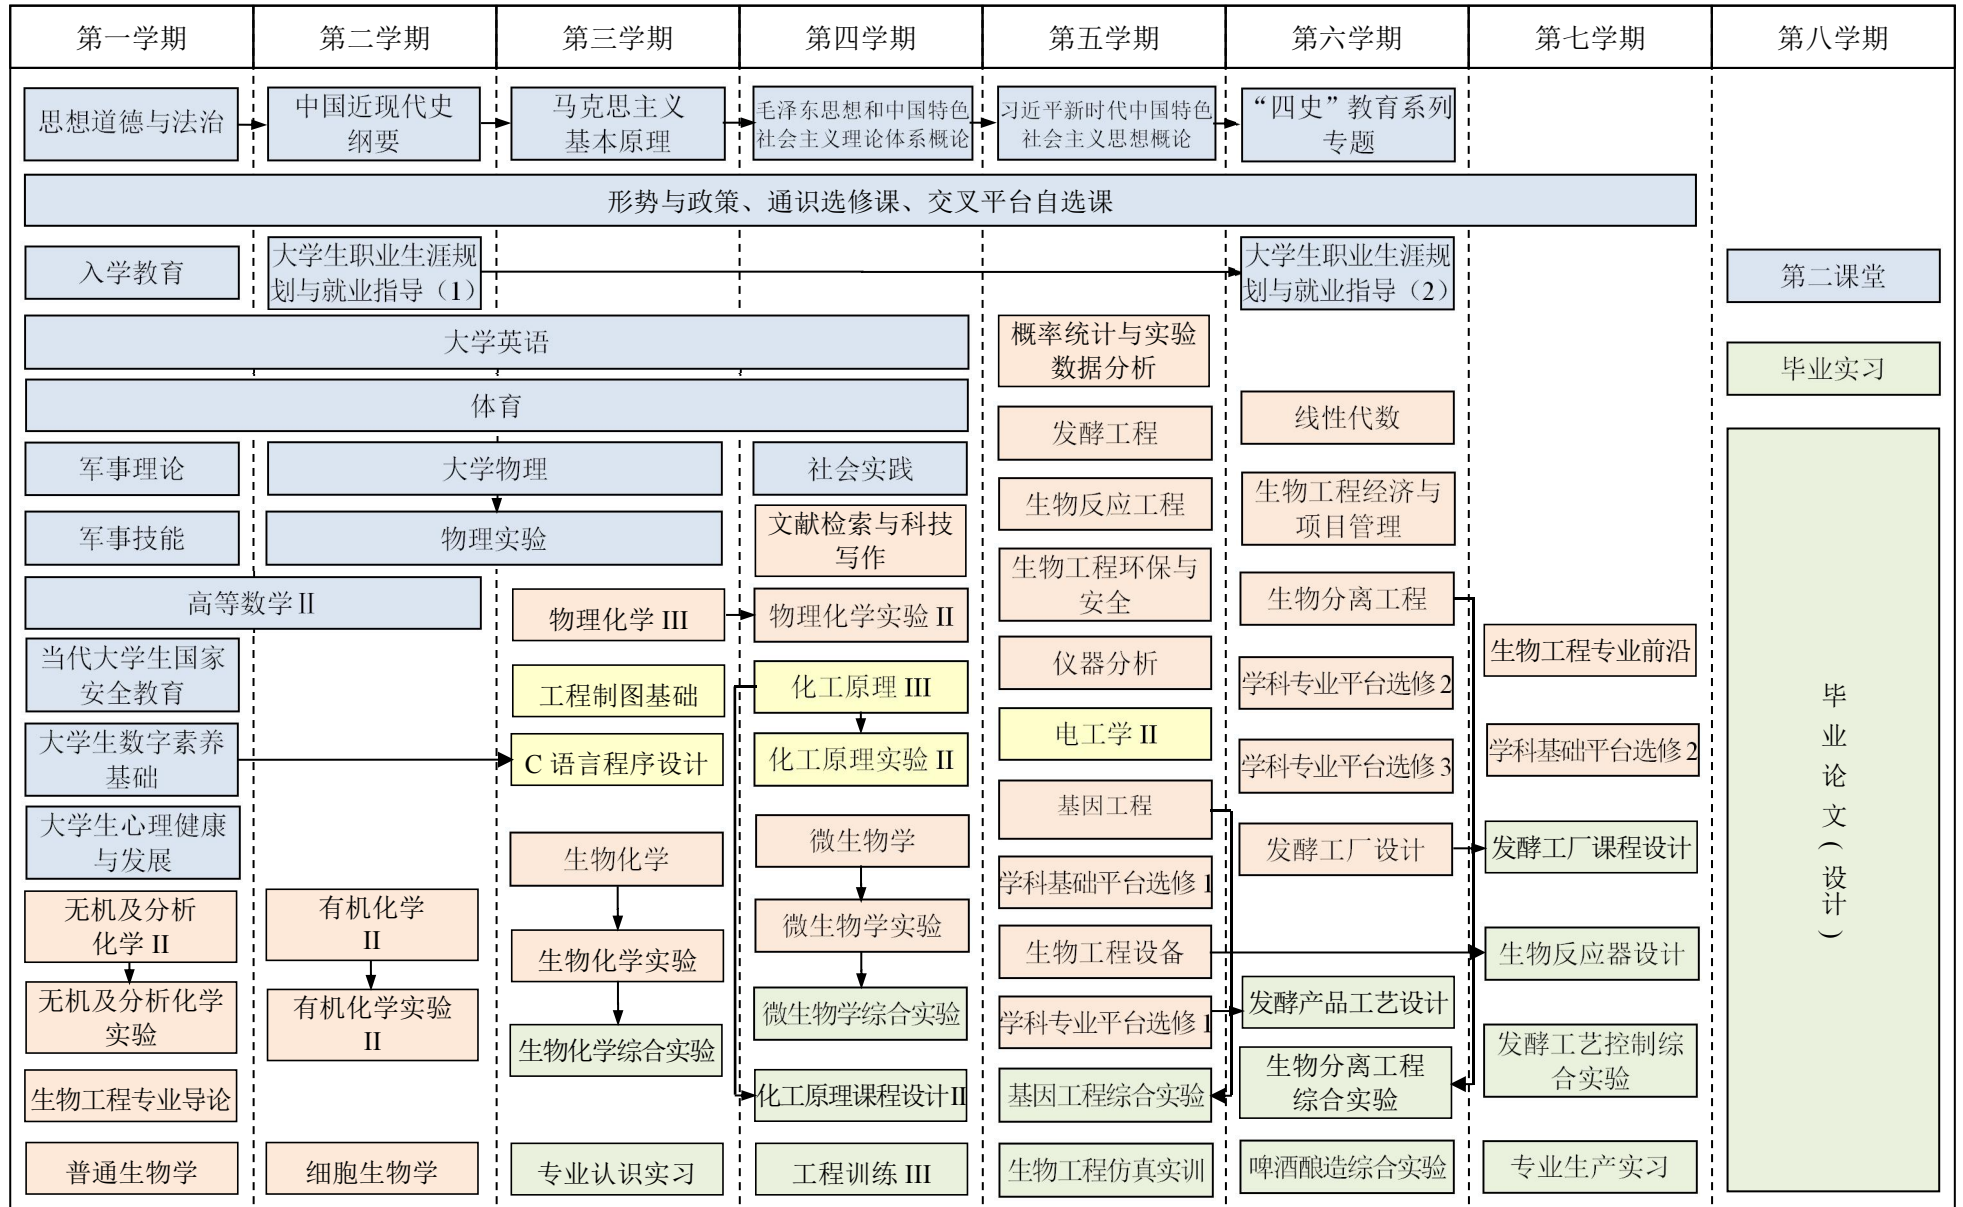 第一学期
第二学期
第三学期
第四学期
第五学期
第六学期
第七学期
第八学期
思想道德与法治
中国近现代史
纲要
马克思主义
基本原理
毛泽东思想和中国特色
社会主义理论体系概论
习近平新时代中国特色
社会主义思想概论
“四史”教育系列
专题
形势与政策、通识选修课、交叉平台自选课
入学教育
大学生职业生涯规
划与就业指导（1）
大学生职业生涯规
划与就业指导（2）
第二课堂
大学英语
体育
军事理论
大学物理
社会实践
军事技能
物理实验
文献检索与科技
写作
高等数学 II
物理化学 III
物理化学实验 II
当代大学生国家
安全教育
工程制图基础
化工原理 III
大学生数字素养
基础
C 语言程序设计
化工原理实验 II
大学生心理健康
与发展
生物化学
微生物学
无机及分析
化学 II
有机化学
II
生物化学实验
微生物学实验
无机及分析化学
实验
有机化学实验
II
生物化学综合实验
微生物学综合实验
生物工程专业导论
化工原理课程设计 II
普通生物学
细胞生物学
专业认识实习
工程训练 III
概率统计与实验
数据分析
发酵工程
生物反应工程
生物工程环保与
安全
仪器分析
电工学 II
基因工程
学科基础平台选修 1
生物工程设备
学科专业平台选修 1
基因工程综合实验
生物工程仿真实训
线性代数
生物工程经济与
项目管理
生物分离工程
学科专业平台选修 2
学科专业平台选修 3
发酵工厂设计
发酵产品工艺设计
生物分离工程
综合实验
啤酒酿造综合实验
生物工程专业前沿
学科基础平台选修 2
发酵工厂课程设计
生物反应器设计
发酵工艺控制综
合实验
专业生产实习
毕业实习
毕业论文（设计）